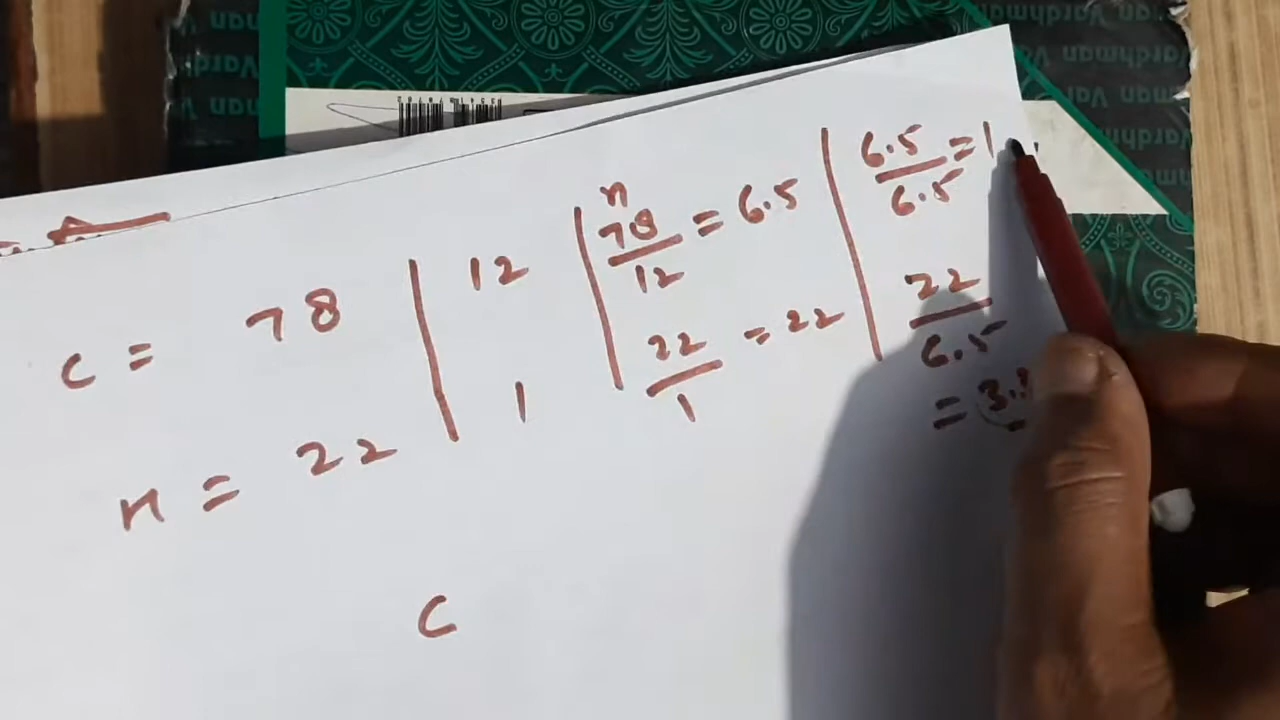 C = 78 | 12 | 78/12 = 6.5 | 6.5/6.5 = 1
H = 22 | 1 | 22/1 = 22 | 22/6.5
= 3.
C
Vardhman